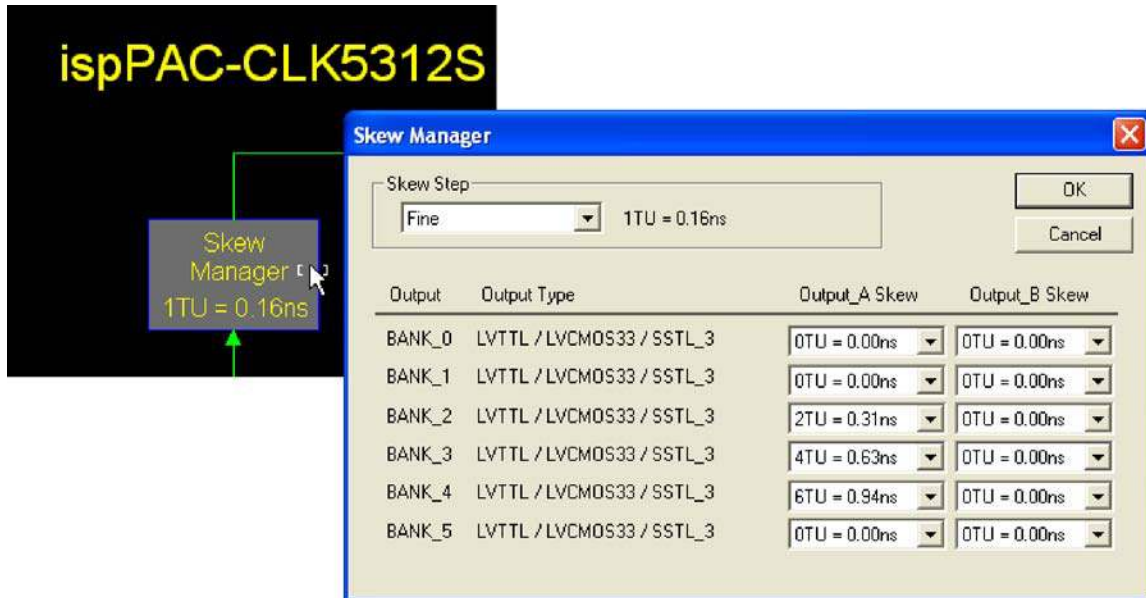 ispPAC-CLK5312S
Skew
Manager
1TU = 0.16ns
Skew Manager
Skew Step
Fine 1TU = 0.16ns
OK
Cancel
Output Output Type Output_A Skew Output_B Skew
BANK_0 LVTTL / LVCMOS33 / SSTL_3 0TU = 0.00ns 0TU = 0.00ns
BANK_1 LVTTL / LVCMOS33 / SSTL_3 0TU = 0.00ns 0TU = 0.00ns
BANK_2 LVTTL / LVCMOS33 / SSTL_3 2TU = 0.31ns 0TU = 0.00ns
BANK_3 LVTTL / LVCMOS33 / SSTL_3 4TU = 0.63ns 0TU = 0.00ns
BANK_4 LVTTL / LVCMOS33 / SSTL_3 6TU = 0.94ns 0TU = 0.00ns
BANK_5 LVTTL / LVCMOS33 / SSTL_3 0TU = 0.00ns 0TU = 0.00ns